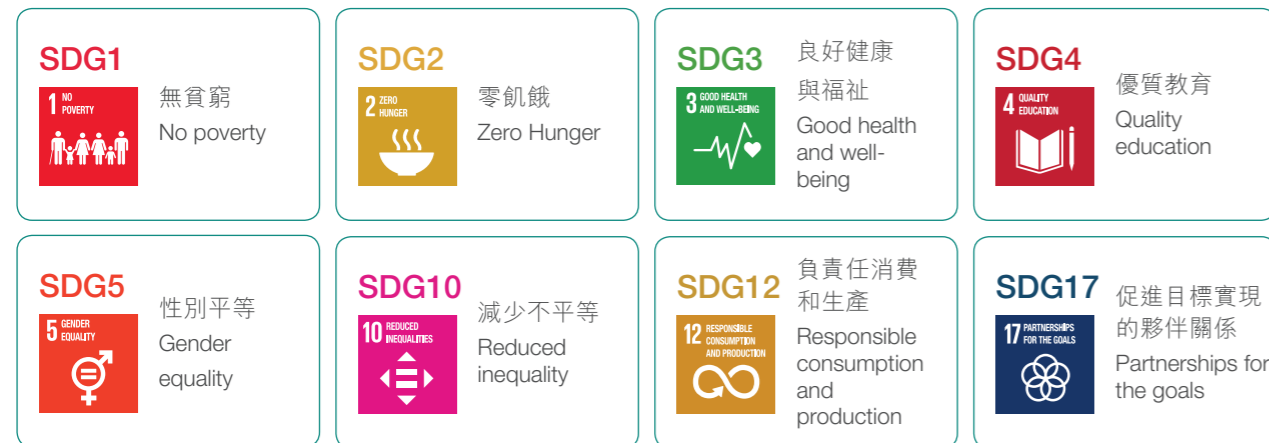 SDG1
1 NO
POVERTY
無貧窮
No poverty
SDG2
2 ZERO
HUNGER
零飢餓
Zero Hunger
SDG3
3 GOOD HEALTH
AND WELL-BEING
良好健康
與福祉
Good health
and well-
being
SDG4
4 QUALITY
EDUCATION
優質教育
Quality
education
SDG5
5 GENDER
EQUALITY
性別平等
Gender
equality
SDG10
10 REDUCED
INEQUALITIES
減少不平等
Reduced
inequality
SDG12
12 RESPONSIBLE
CONSUMPTION
AND PRODUCTION
負責任消費
和生產
Responsible
consumption
and
production
SDG17
17 PARTNERSHIPS
FOR THE GOALS
促進目標實現
的夥伴關係
Partnerships for
the goals